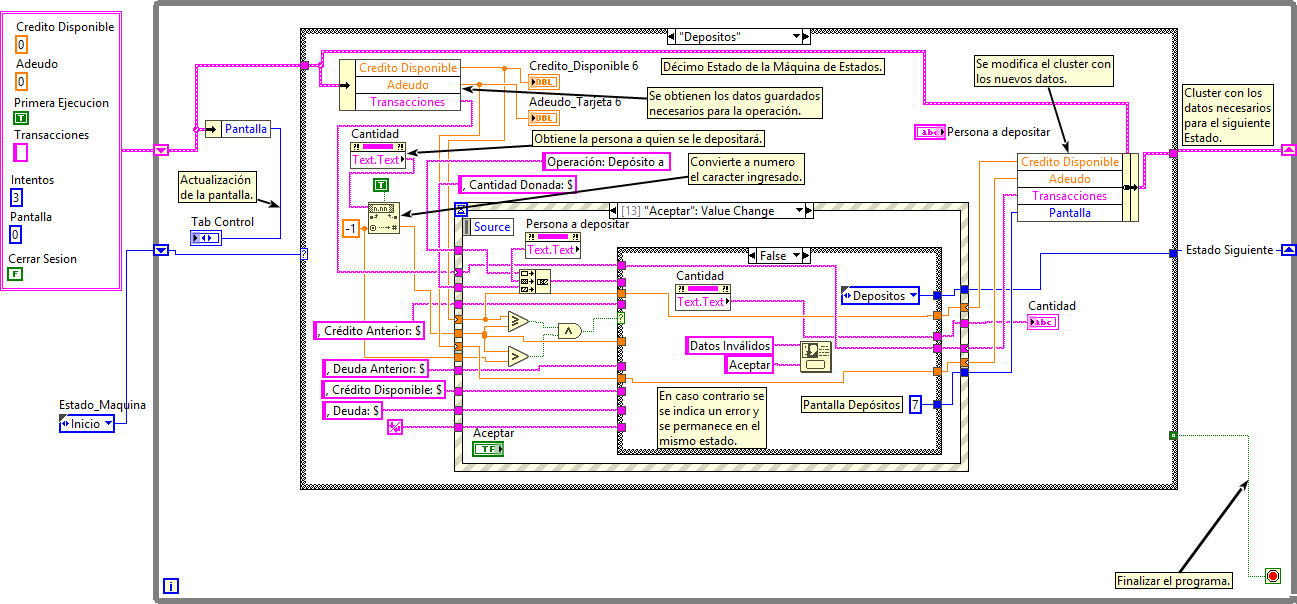 Credito Disponible
0
Adeudo
0
Primera Ejecucion
T
Transacciones
Intentos
3
Pantalla
0
Cerrar Sesion
F
Estado_Maquina
Inicio
Pantalla
Actualización
de la pantalla.
Tab Control
i
"Depositos"
Credito Disponible
Adeudo
Transacciones
Credito_Disponible 6
DBL
Adeudo_Tarjeta 6
DBL
Décimo Estado de la Máquina de Estados.
Se obtienen los datos guardados
necesarios para la operación.
Se modifica el cluster con
los nuevos datos.
Cluster con los
datos necesarios
para el siguiente
Estado.
Cantidad
Text.Text
Obtiene la persona a quien se le depositará.
Operación: Depósito a
Convierte a numero
el caracter ingresado.
, Cantidad Donada: $
abc
Persona a depositar
Credito Disponible
Adeudo
Transacciones
Pantalla
T
n.nn
-1
?
[13] "Aceptar": Value Change
Source
Persona a depositar
Text.Text
False
Cantidad
Text.Text
Depositos
Estado Siguiente
Cantidad
abc
, Crédito Anterior: $
, Deuda Anterior: $
, Crédito Disponible: $
, Deuda: $
Datos Inválidos
Aceptar
En caso contrario se
se indica un error y
se permanece en el
mismo estado.
Pantalla Depósitos
7
Aceptar
TF
Finalizar el programa.